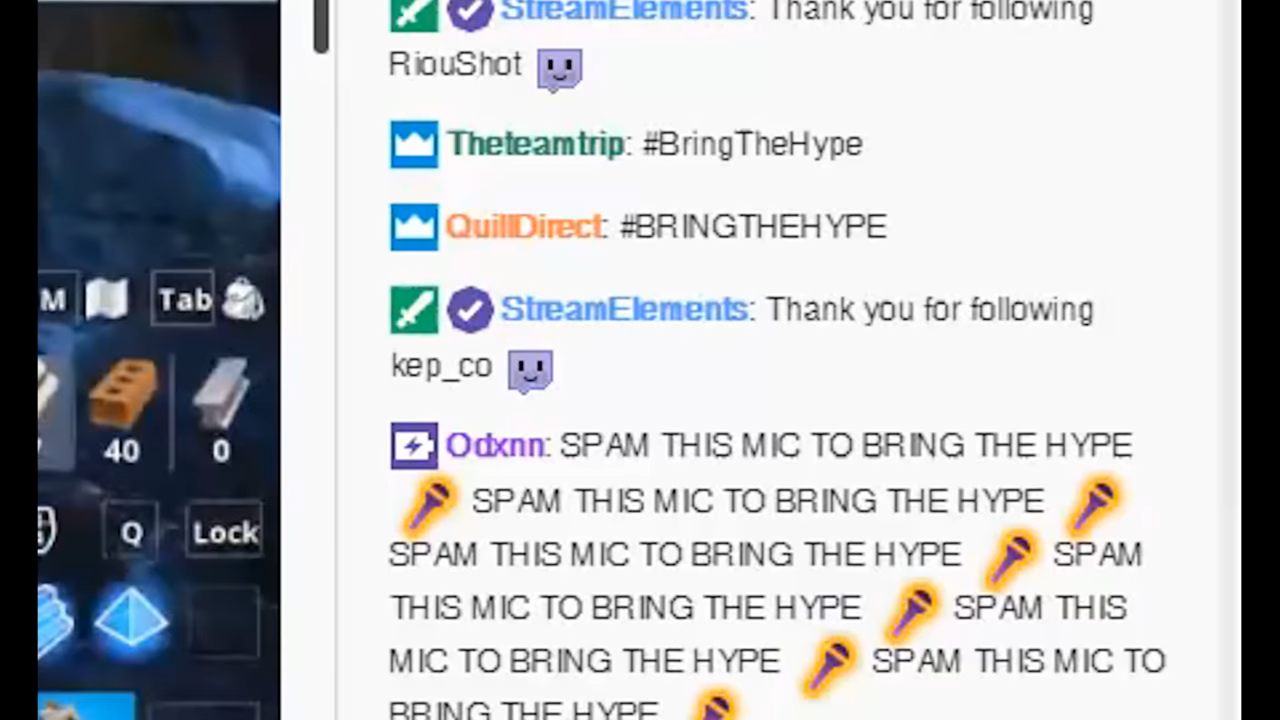 StreamElements: Thank you for following
RiouShot
Theteamtrip: #BringTheHype
QuillDirect: #BRINGTHEHYPE
M Tab
StreamElements: Thank you for following
kep_co
40 0
Odxnn: SPAM THIS MIC TO BRING THE HYPE
SPAM THIS MIC TO BRING THE HYPE
Q Lock
SPAM THIS MIC TO BRING THE HYPE SPAM
THIS MIC TO BRING THE HYPE SPAM THIS
MIC TO BRING THE HYPE SPAM THIS MIC TO
BRING THE HYPE